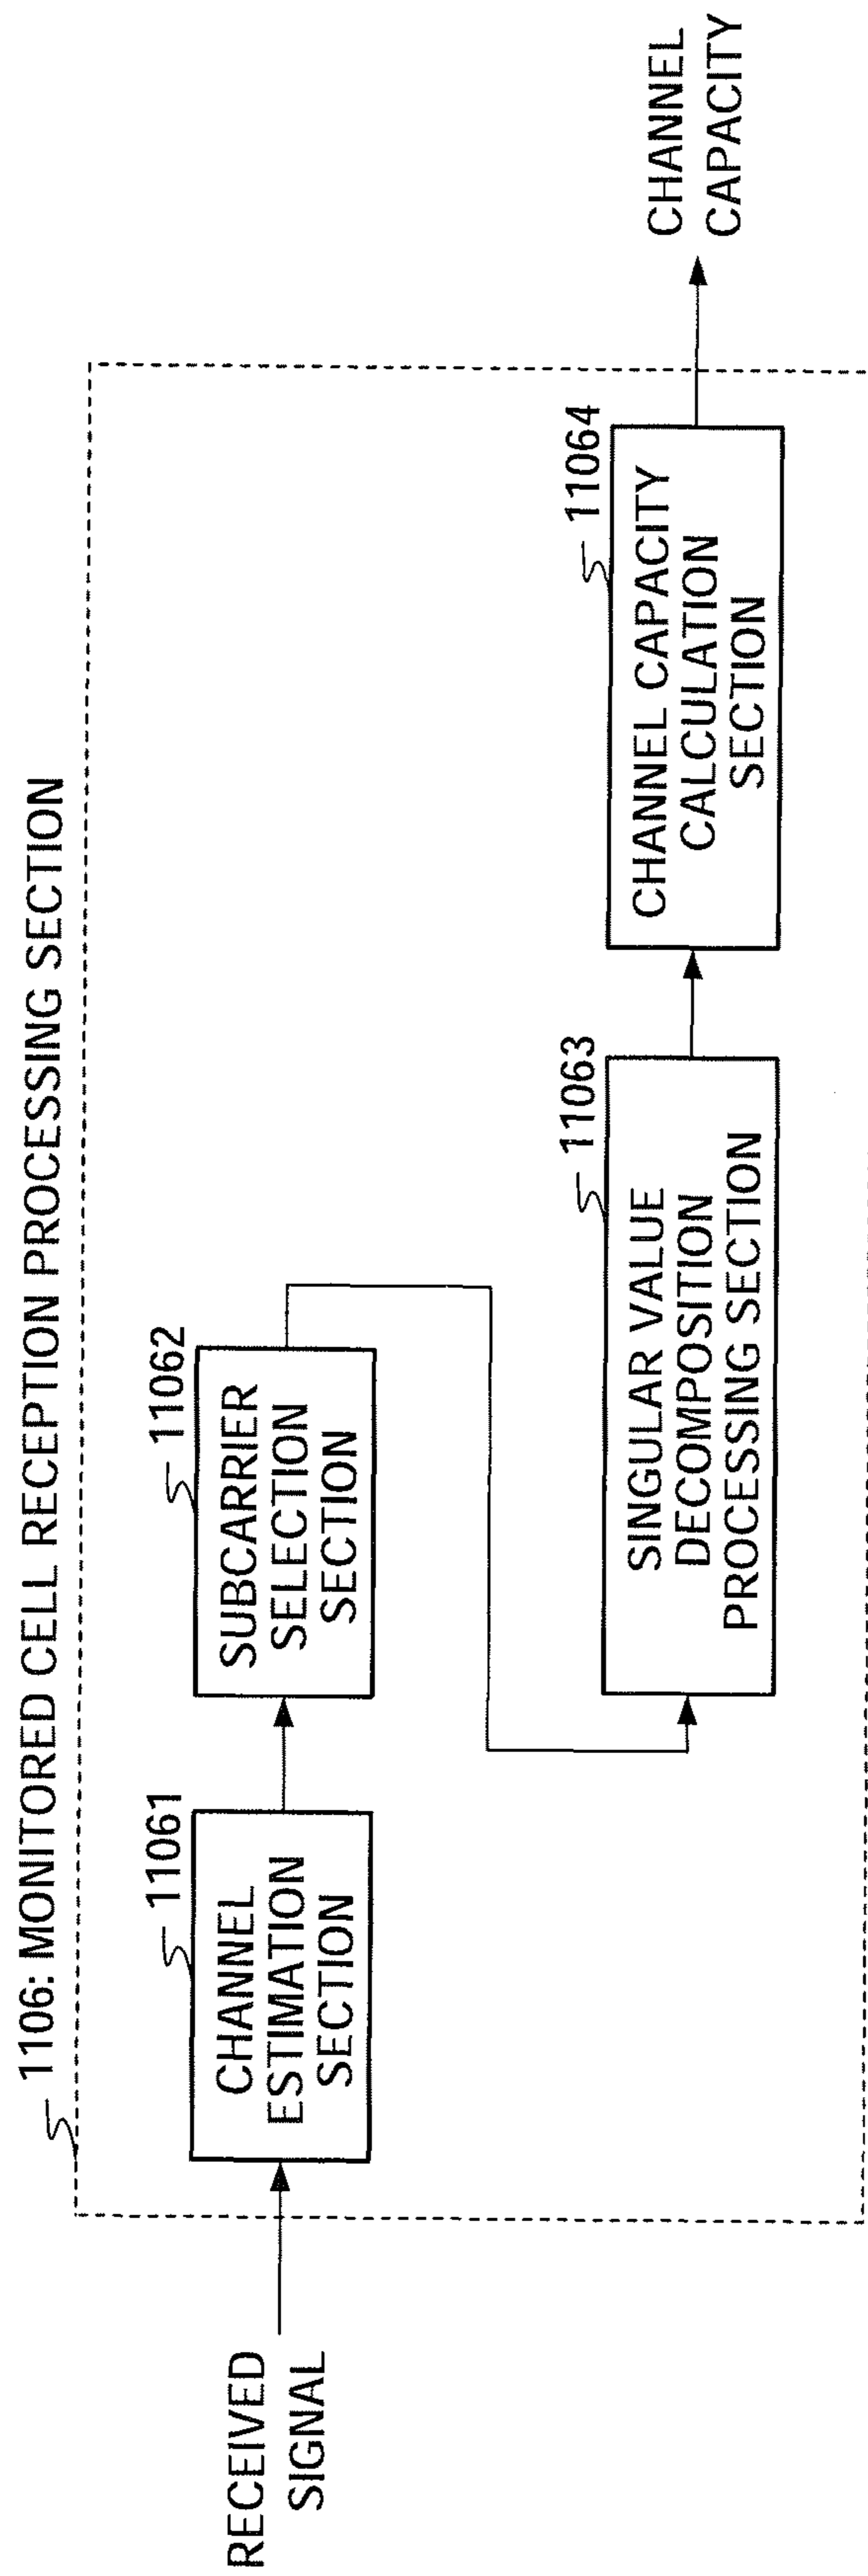 1106: MONITORED CELL RECEPTION PROCESSING SECTION
RECEIVED
SIGNAL
11061
CHANNEL
ESTIMATION
SECTION
11062
SUBCARRIER
SELECTION
SECTION
11063
SINGULAR VALUE
DECOMPOSITION
PROCESSING SECTION
11064
CHANNEL CAPACITY
CALCULATION
SECTION
CHANNEL
CAPACITY